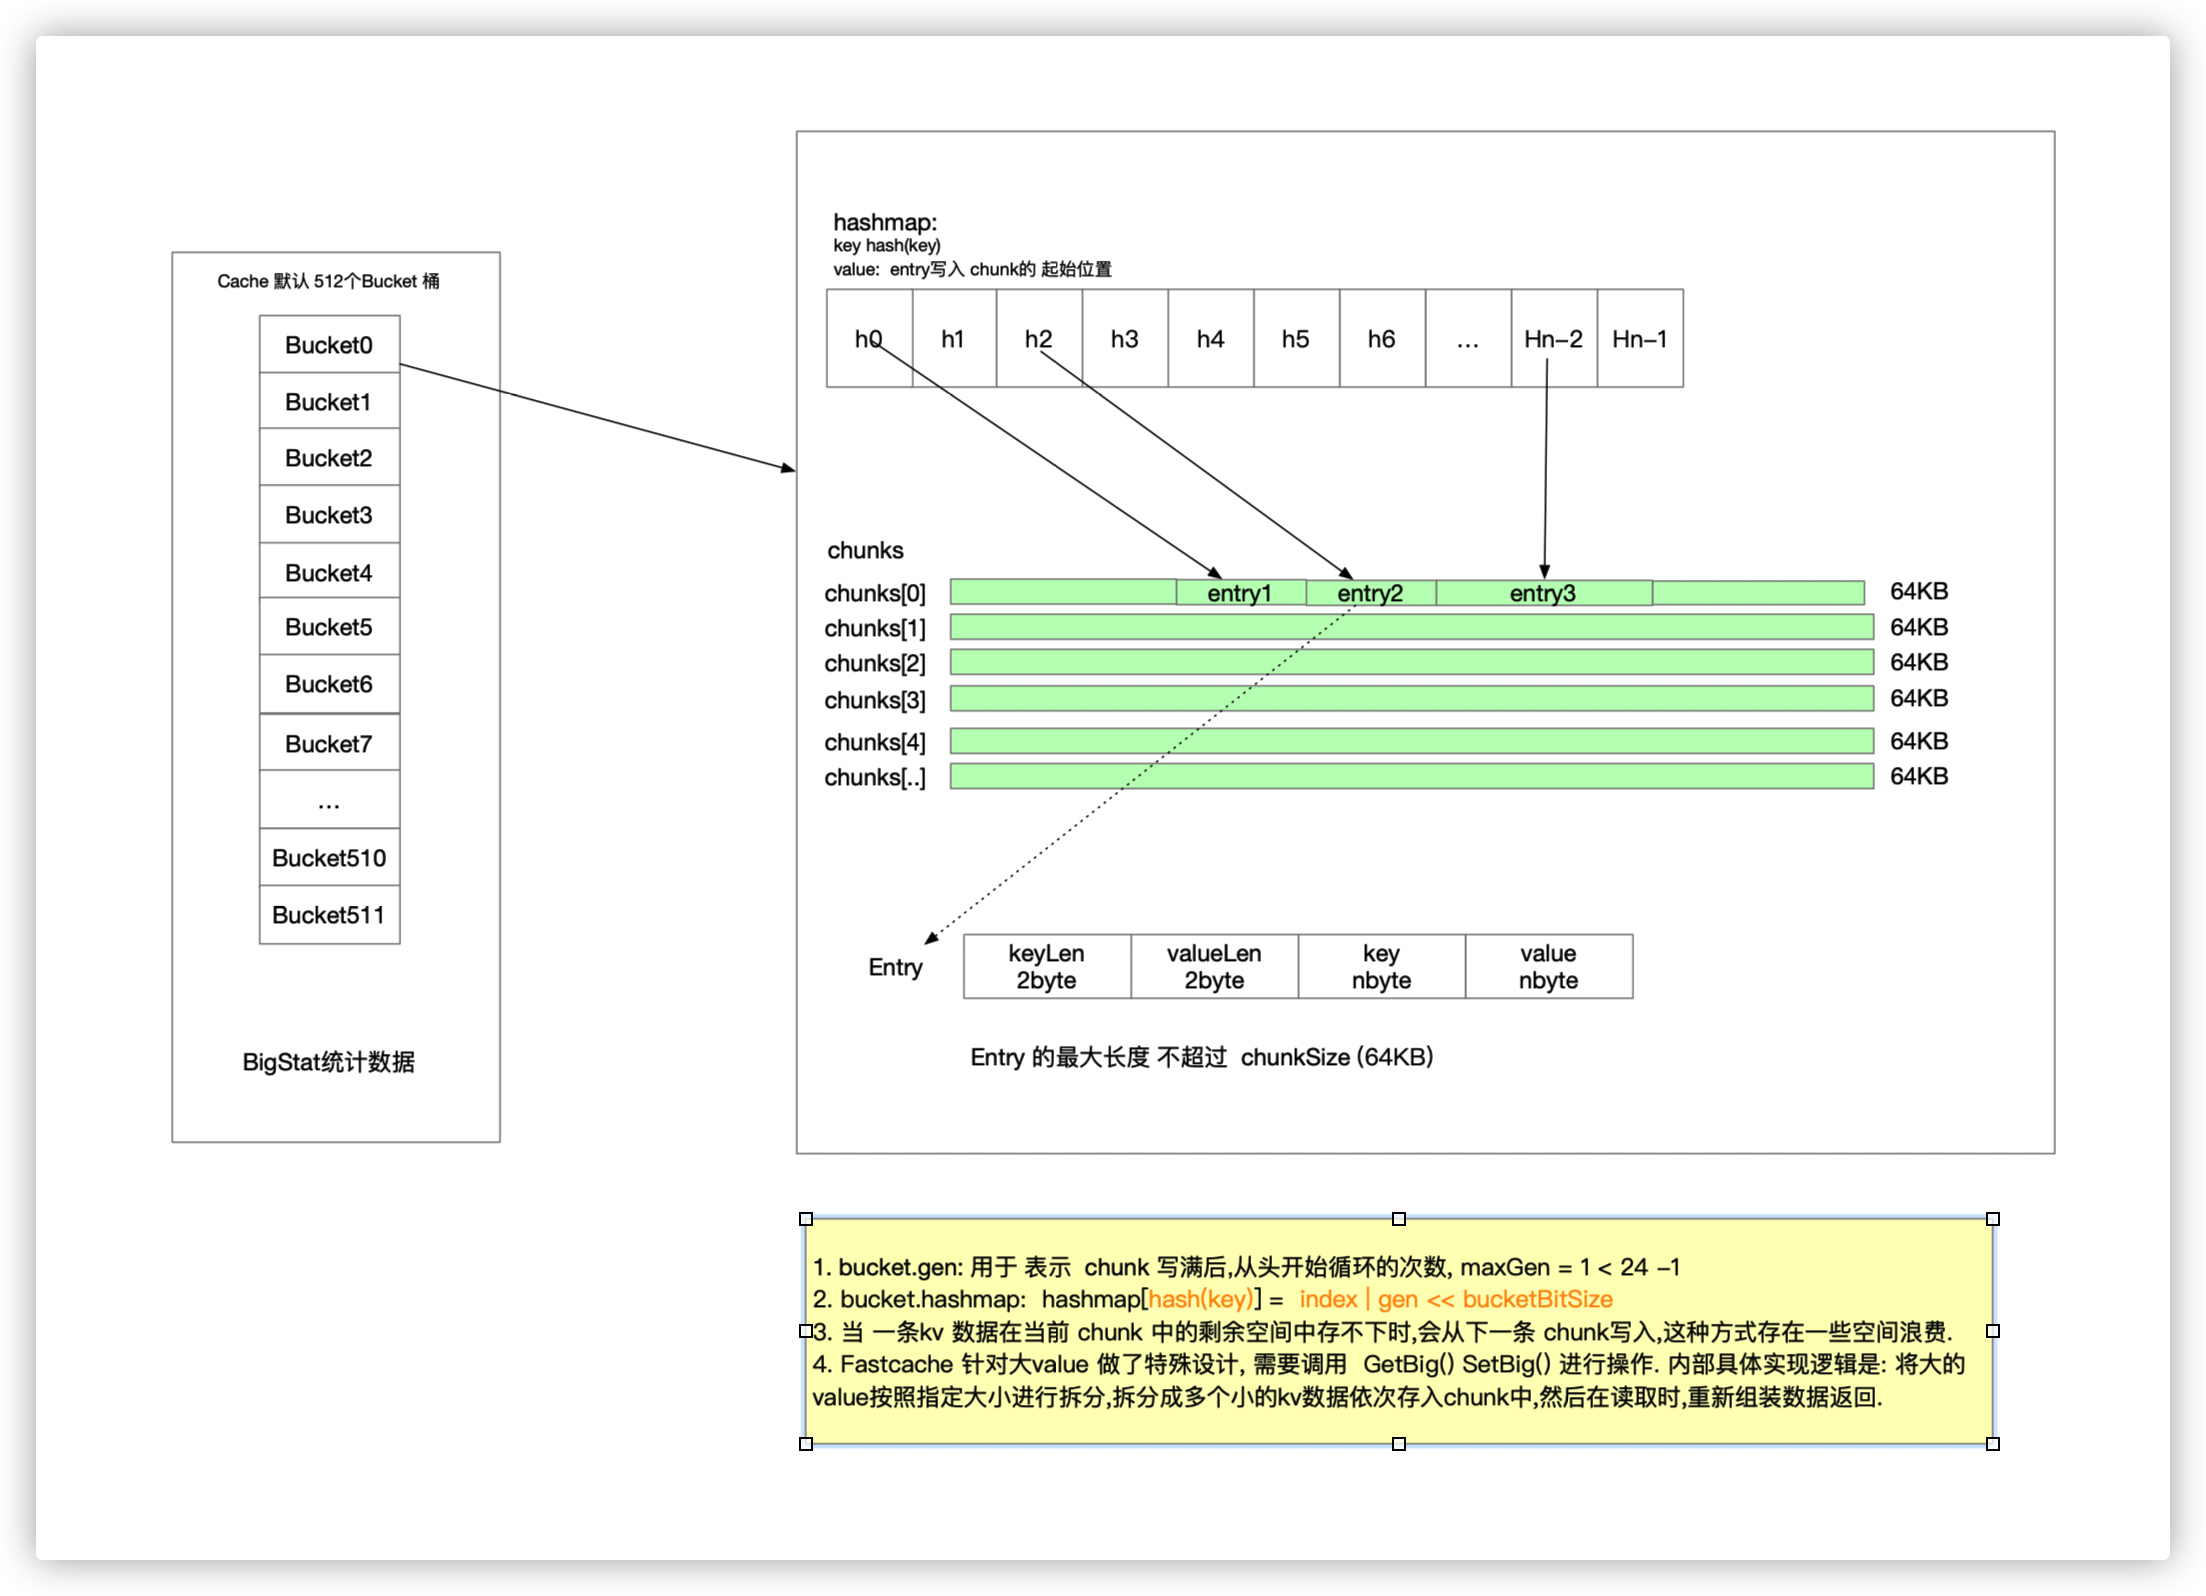 Cache 默认 512个Bucket 桶
Bucket0
Bucket1
Bucket2
Bucket3
Bucket4
Bucket5
Bucket6
Bucket7
...
Bucket510
Bucket511
BigStat统计数据
hashmap:
key hash(key)
value: entry写入 chunk的 起始位置
h0 h1 h2 h3 h4 h5 h6 ... Hn-2 Hn-1
chunks
chunks[0] entry1 entry2 entry3 64KB
chunks[1] 64KB
chunks[2] 64KB
chunks[3] 64KB
chunks[4] 64KB
chunks[..] 64KB
Entry
keyLen valueLen key value
2byte 2byte nbyte nbyte
Entry 的最大长度 不超过 chunkSize (64KB)
1. bucket.gen: 用于 表示 chunk 写满后,从头开始循环的次数, maxGen = 1 < 24 -1
2. bucket.hashmap: hashmap[hash(key)] = index | gen << bucketBitSize
3. 当 一条kv 数据在当前 chunk 中的剩余空间中存不下时,会从下一条 chunk写入,这种方式存在一些空间浪费.
4. Fastcache 针对大value 做了特殊设计, 需要调用 GetBig() SetBig() 进行操作. 内部具体实现逻辑是: 将大的
value按照指定大小进行拆分,拆分成多个小的kv数据依次存入chunk中,然后在读取时,重新组装数据返回.